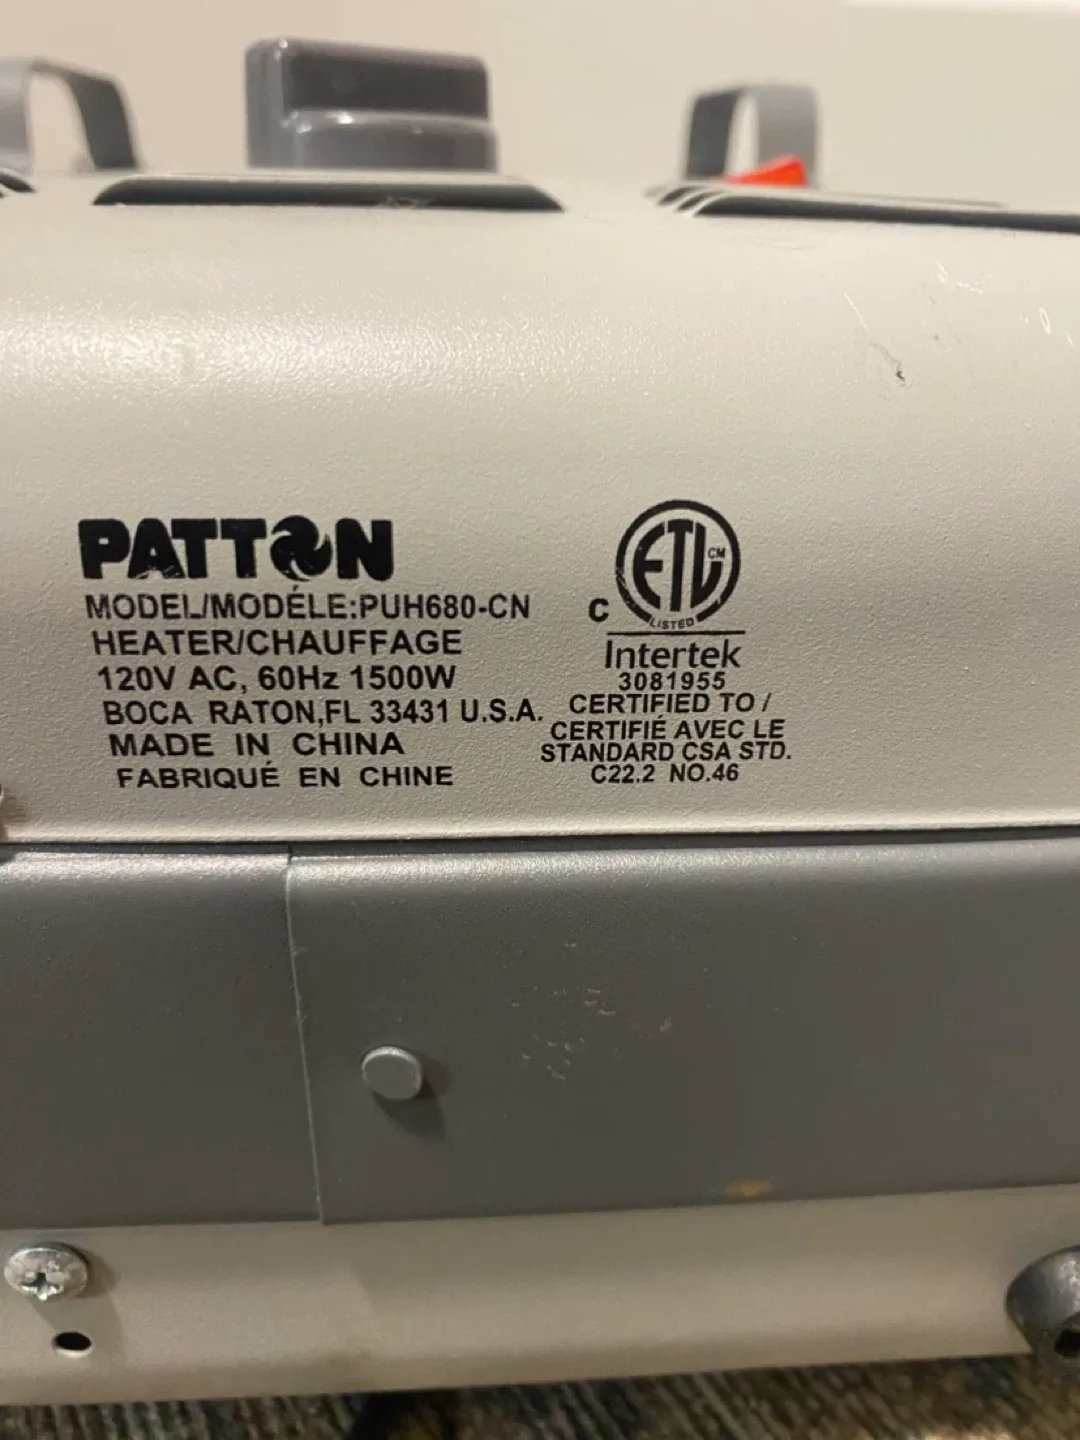 PATTON
MODEL/MODÉLE:PUH680-CN
HEATER/CHAUFFAGE
120V AC, 60Hz 1500W
BOCA RATON,FL 33431 U.S.A.
MADE IN CHINA
FABRIQUÉ EN CHINE
ETL CM
C
LISTED
Intertek
3081955
CERTIFIED TO /
CERTIFIÉ AVEC LE
STANDARD CSA STD.
C22.2 NO.46